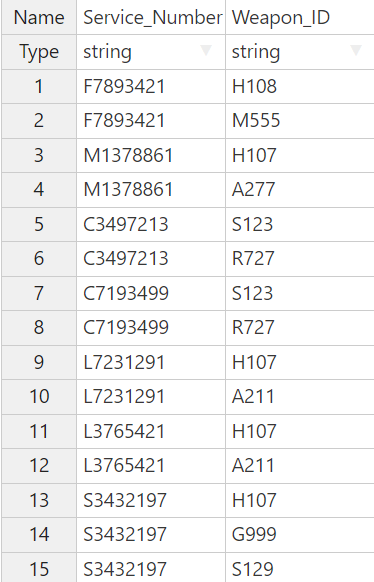 Name Service_Number Weapon_ID
Type string string
1 F7893421 H108
2 F7893421 M555
3 M1378861 H107
4 M1378861 A277
5 C3497213 S123
6 C3497213 R727
7 C7193499 S123
8 C7193499 R727
9 L7231291 H107
10 L7231291 A211
11 L3765421 H107
12 L3765421 A211
13 S3432197 H107
14 S3432197 G999
15 S3432197 S129